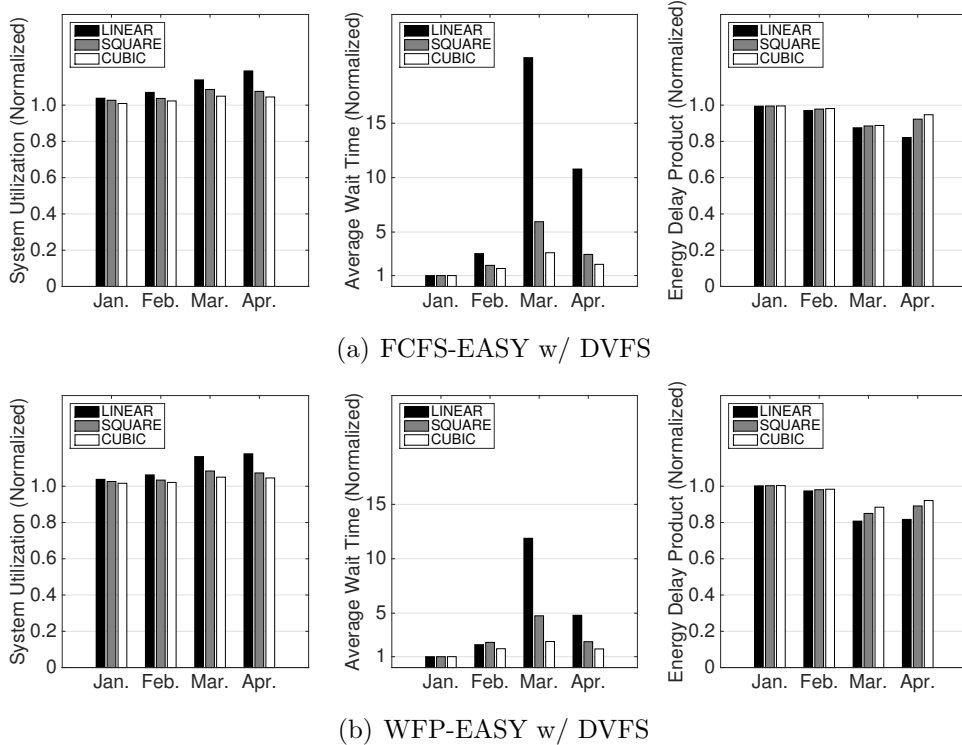 System Utilization (Normalized)
LINEAR
SQUARE
CUBIC
1.0
0.8
0.6
0.4
0.2
0
Jan. Feb. Mar. Apr.
Average Wait Time (Normalized)
LINEAR
SQUARE
CUBIC
15
10
5
1
Jan. Feb. Mar. Apr.
Energy Delay Product (Normalized)
LINEAR
SQUARE
CUBIC
1.0
0.8
0.6
0.4
0.2
0
Jan. Feb. Mar. Apr.
(a) FCFS-EASY w/ DVFS
System Utilization (Normalized)
LINEAR
SQUARE
CUBIC
1.0
0.8
0.6
0.4
0.2
0
Jan. Feb. Mar. Apr.
Average Wait Time (Normalized)
LINEAR
SQUARE
CUBIC
15
10
5
1
Jan. Feb. Mar. Apr.
Energy Delay Product (Normalized)
LINEAR
SQUARE
CUBIC
1.0
0.8
0.6
0.4
0.2
0
Jan. Feb. Mar. Apr.
(b) WFP-EASY w/ DVFS